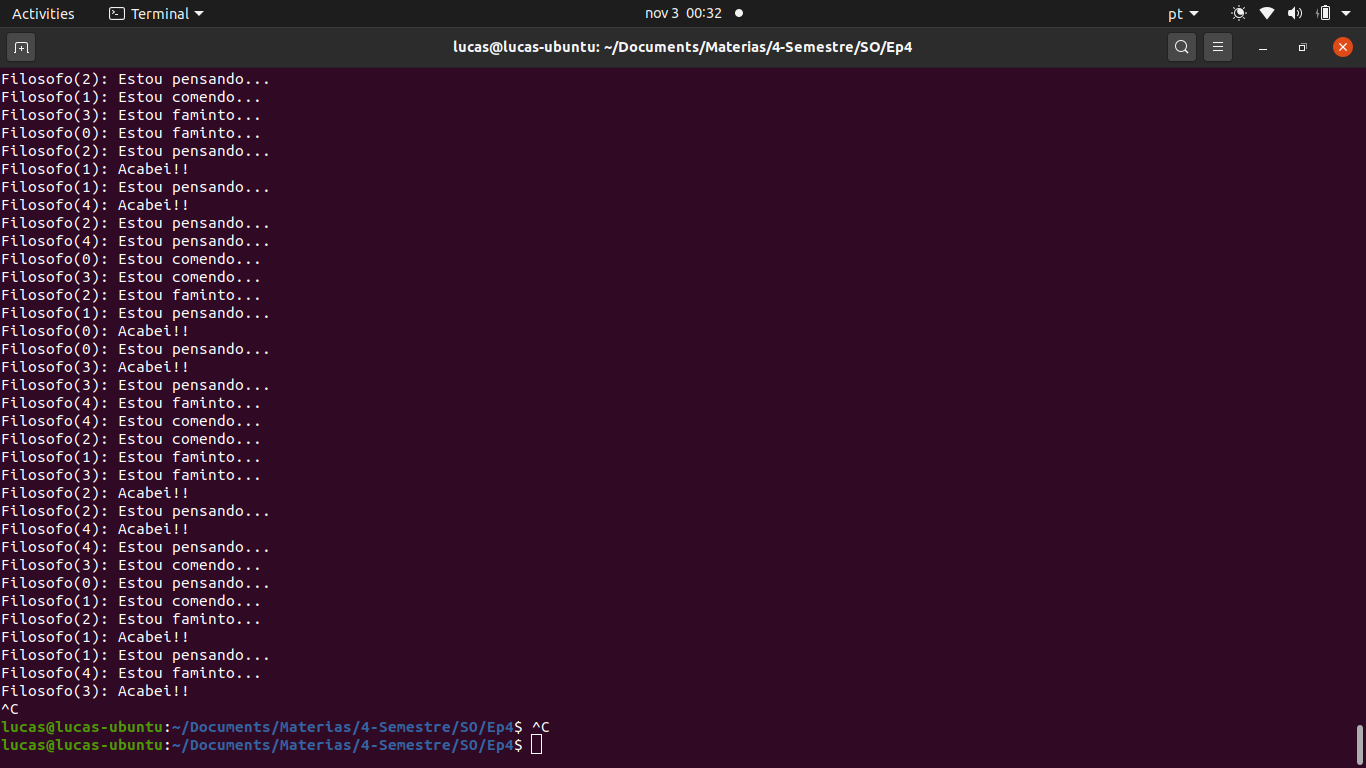 Activities Terminal nov 3 00:32 pt
lucas@lucas-ubuntu: ~/Documents/Materias/4-Semestre/SO/Ep4
Filosofo(2): Estou pensando...
Filosofo(1): Estou comendo...
Filosofo(3): Estou faminto...
Filosofo(0): Estou faminto...
Filosofo(2): Estou pensando...
Filosofo(1): Acabei!!
Filosofo(1): Estou pensando...
Filosofo(4): Acabei!!
Filosofo(2): Estou pensando...
Filosofo(4): Estou pensando...
Filosofo(0): Estou comendo...
Filosofo(3): Estou comendo...
Filosofo(2): Estou faminto...
Filosofo(1): Estou pensando...
Filosofo(0): Acabei!!
Filosofo(0): Estou pensando...
Filosofo(3): Acabei!!
Filosofo(3): Estou pensando...
Filosofo(4): Estou faminto...
Filosofo(4): Estou comendo...
Filosofo(2): Estou comendo...
Filosofo(1): Estou faminto...
Filosofo(3): Estou faminto...
Filosofo(2): Acabei!!
Filosofo(2): Estou pensando...
Filosofo(4): Acabei!!
Filosofo(4): Estou pensando...
Filosofo(3): Estou comendo...
Filosofo(0): Estou pensando...
Filosofo(1): Estou comendo...
Filosofo(2): Estou faminto...
Filosofo(1): Acabei!!
Filosofo(1): Estou pensando...
Filosofo(4): Estou faminto...
Filosofo(3): Acabei!!
^C
lucas@lucas-ubuntu:~/Documents/Materias/4-Semestre/SO/Ep4$ ^C
lucas@lucas-ubuntu:~/Documents/Materias/4-Semestre/SO/Ep4$